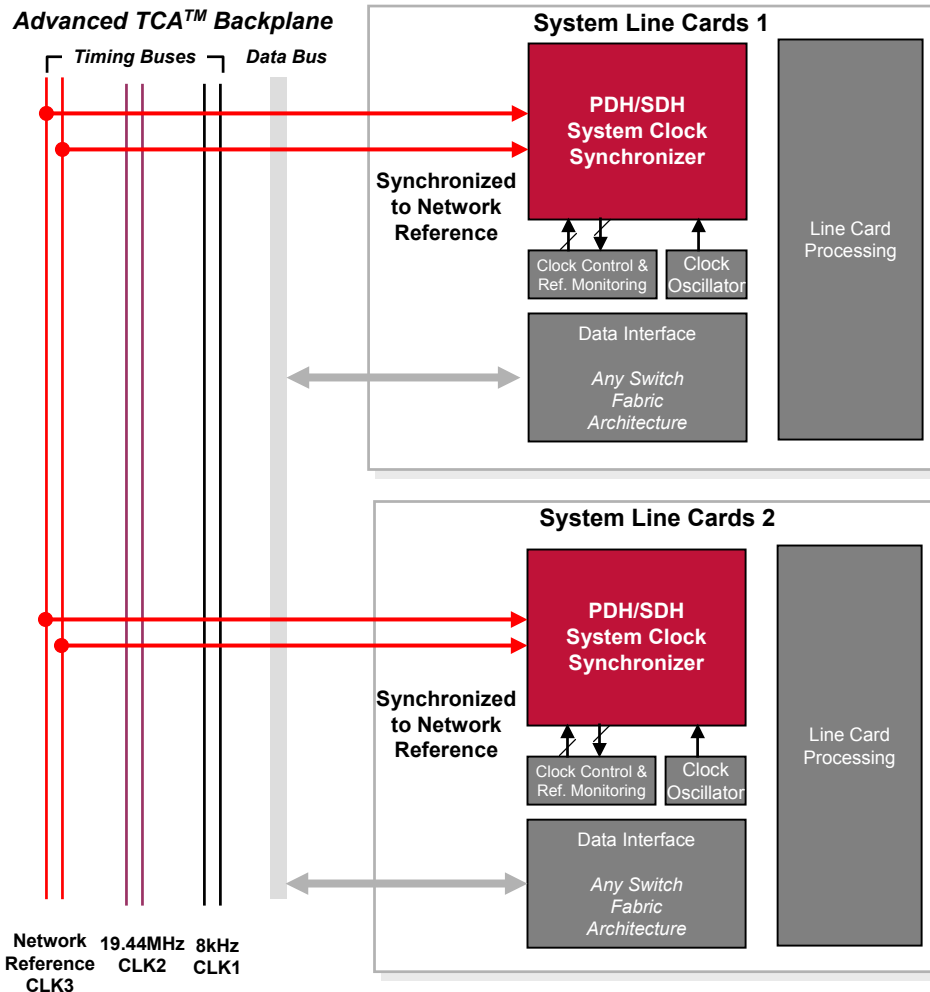 Advanced TCA™ Backplane
Timing Buses
Data Bus
System Line Cards 1
PDH/SDH
System Clock
Synchronizer
Synchronized
to Network
Reference
Clock Control &
Ref. Monitoring
Clock
Oscillator
Line Card
Processing
Data Interface
Any Switch
Fabric
Architecture
System Line Cards 2
PDH/SDH
System Clock
Synchronizer
Synchronized
to Network
Reference
Clock Control &
Ref. Monitoring
Clock
Oscillator
Line Card
Processing
Data Interface
Any Switch
Fabric
Architecture
Network
Reference
CLK3
19.44MHz
CLK2
8kHz
CLK1